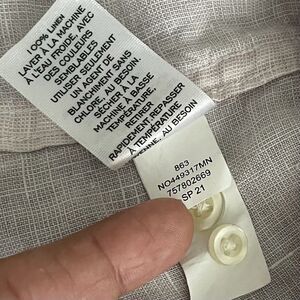 100% LINEN
LAVER À LA MACHINE
À L'EAU FROIDE, AVEC
DES COULEURS
SEMBLABLES
UTILISER SEULEMENT
UN AGENT DE
BLANCHIMENT SANS
CHLORE AU BESOIN
SÉCHER À LA
MACHINE À BASSE
TEMPÉRATURE.
RETIRER
RAPIDEMENT. REPASSER
À TEMPÉRATURE
AU BESOIN
863
NO449317MN
757802669
SP 21